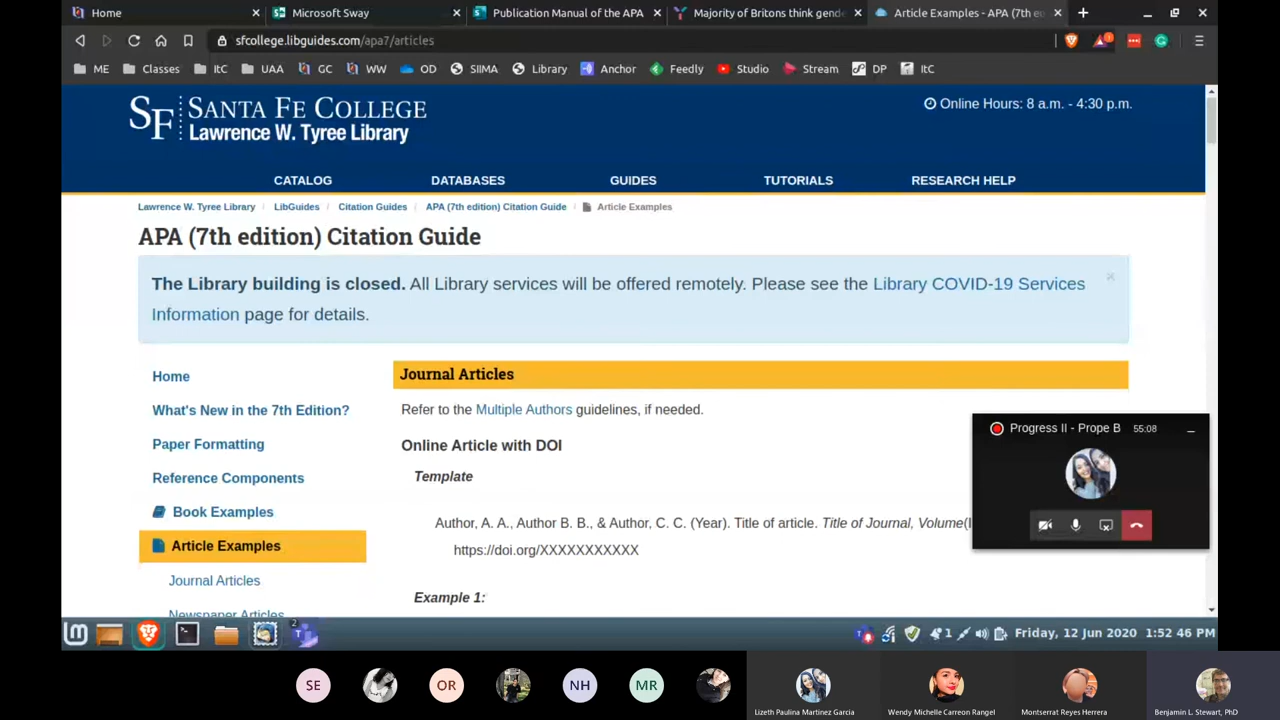 Home
Microsoft Sway
Publication Manual of the APA
Majority of Britons think gende
Article Examples - APA (7th ed
sfcollege.libguides.com/apa7/articles
ME
Classes
ItC
UAA
GC
WW
OD
SIIMA
Library
Anchor
Feedly
Studio
Stream
DP
ItC
SF SANTA FE COLLEGE
Lawrence W. Tyree Library
Online Hours: 8 a.m. - 4:30 p.m.
CATALOG
DATABASES
GUIDES
TUTORIALS
RESEARCH HELP
Lawrence W. Tyree Library / LibGuides / Citation Guides / APA (7th edition) Citation Guide / Article Examples
APA (7th edition) Citation Guide
The Library building is closed. All Library services will be offered remotely. Please see the Library COVID-19 Services
Information page for details.
Home
What's New in the 7th Edition?
Paper Formatting
Reference Components
Book Examples
Article Examples
Journal Articles
Newspaper Articles
Journal Articles
Refer to the Multiple Authors guidelines, if needed.
Online Article with DOI
Template
Author, A. A., Author B. B., & Author, C. C. (Year). Title of article. Title of Journal, Volume(I
https://doi.org/XXXXXXXXXXX
Example 1:
Progress II - Prope B 55:08
2
1
Friday, 12 Jun 2020 1:52:46 PM
SE
OR
NH
MR
Lizeth Paulina Martinez Garcia
Wendy Michelle Carreon Rangel
Montserrat Reyes Herrera
Benjamin L. Stewart, PhD